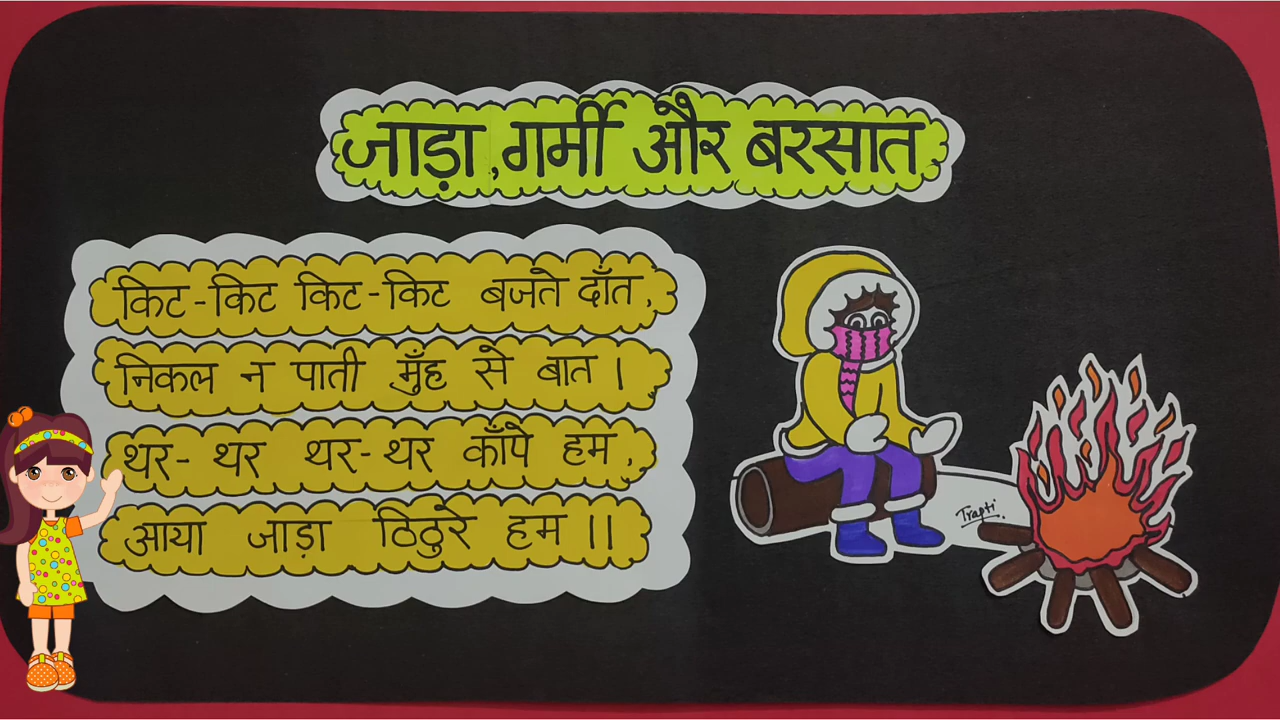 जाड़ा, गर्मी और बरसात
किट-किट किट-किट बजते दाँत,
निकल न पाती मुँह से बात।
थर-थर थर-थर काँपे हम,
आया जाड़ा ठिठुरे हम।।
Trapti